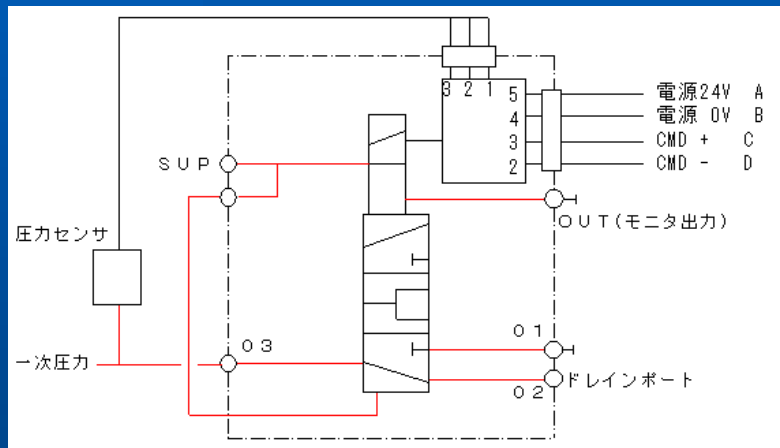 3 2 1
5 電源24V A
4 電源 0V B
3 CMD + C
2 CMD - D
SUP
OUT(モニタ出力)
圧力センサ
O3
O1
一次圧力
ドレインポート
O2